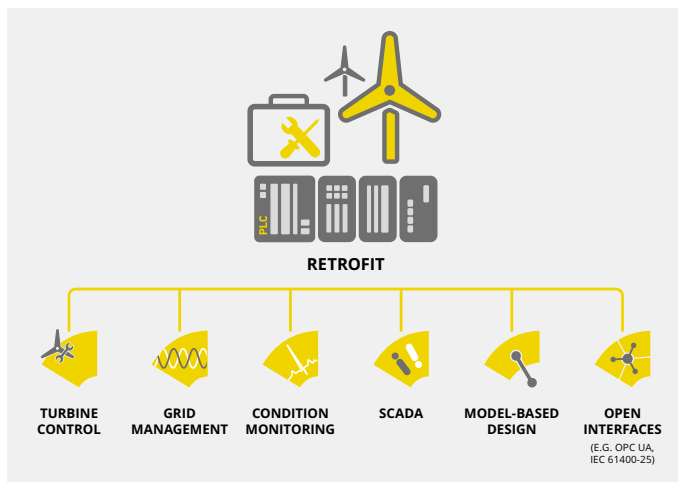 PLC
RETROFIT
TURBINE
CONTROL
GRID
MANAGEMENT
CONDITION
MONITORING
SCADA
MODEL-BASED
DESIGN
OPEN
INTERFACES
(E.G. OPC UA,
IEC 61400-25)